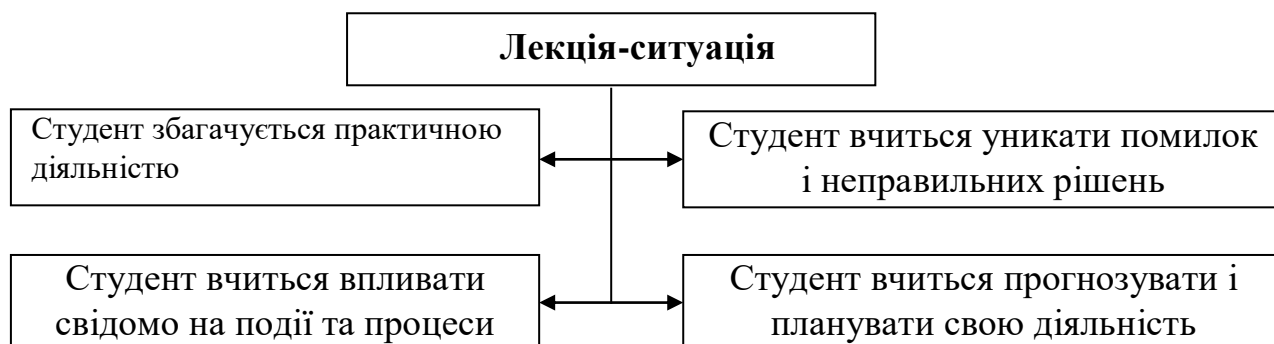 Лекція-ситуація
Студент збагачується практичною
діяльністю
Студент вчиться уникати помилок
і неправильних рішень
Студент вчиться впливати
свідомо на події та процеси
Студент вчиться прогнозувати і
планувати свою діяльність